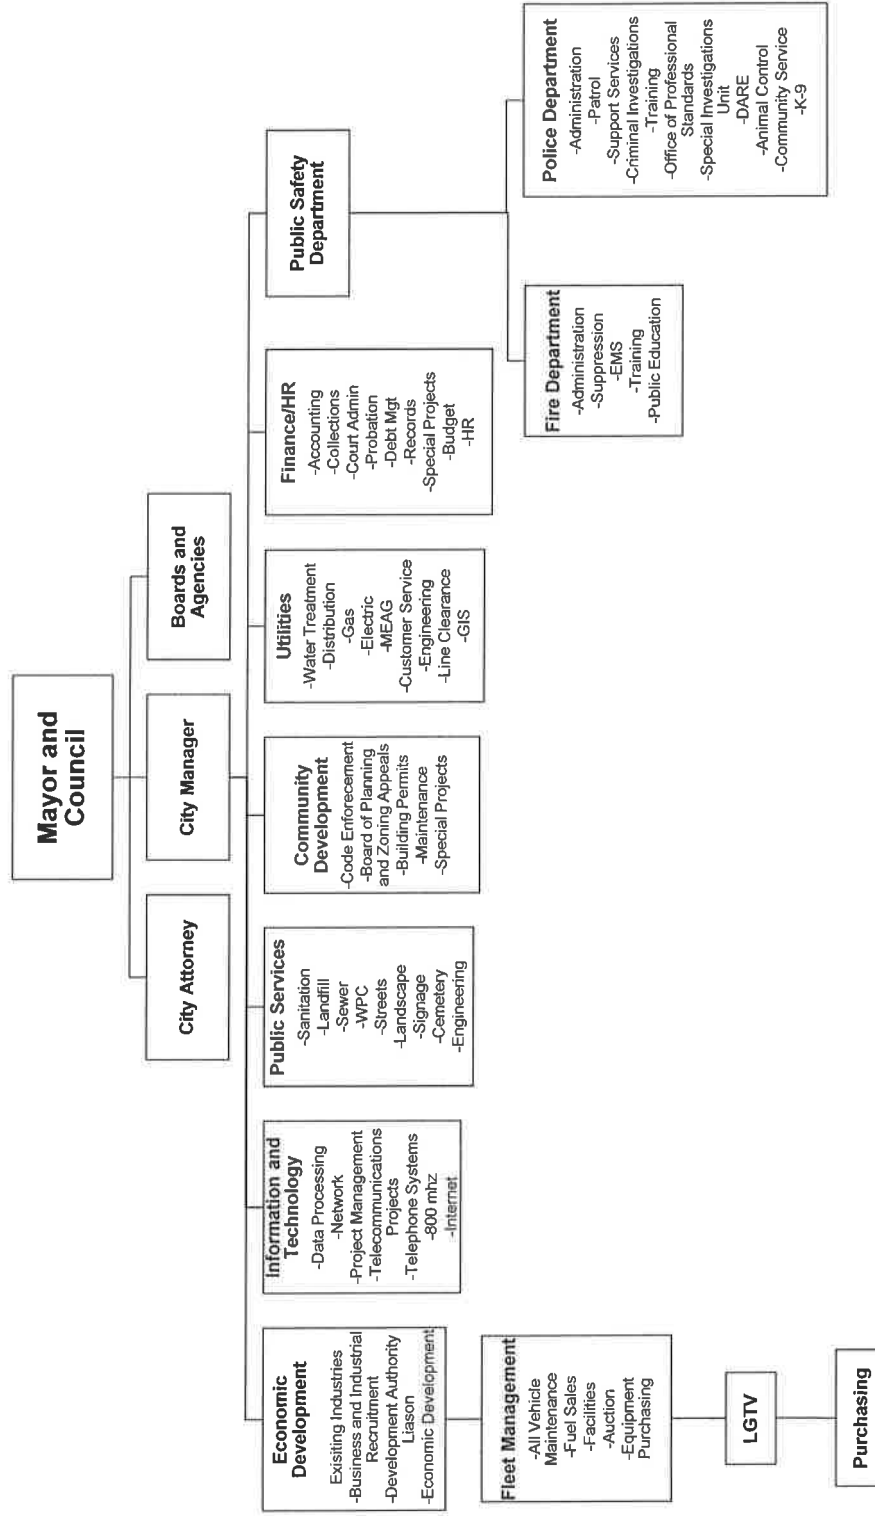 Mayor and
Council
City Attorney
City Manager
Boards and
Agencies
Economic
Development
Exisiting Industries
-Business and Industrial
Recruitment
-Development Authority
Liason
-Economic Development
Information and
Technology
-Data Processing
-Network
-Project Management
-Telecommunications
Projects
-Telephone Systems
-800 mhz
-Internet
Public Services
-Sanitation
-Landfill
-Sewer
-WPC
-Streets
-Landscape
-Signage
-Cemetery
-Engineering
Community
Development
-Code Enforecement
-Board of Planning
and Zoning Appeals
-Building Permits
-Maintenance
-Special Projects
Utilities
-Water Treatment
-Distribution
-Gas
-Electric
-MEAG
-Customer Service
-Engineering
-Line Clearance
-GIS
Finance/HR
-Accounting
-Collections
-Court Admin
-Probation
-Debt Mgt
-Records
-Special Projects
-Budget
-HR
Public Safety
Department
Fleet Management
-All Vehicle
Maintenance
-Fuel Sales
-Facilities
-Auction
-Equipment
Purchasing
LGTV
Purchasing
Fire Department
-Administration
-Suppression
-EMS
-Training
-Public Education
Police Department
-Administration
-Patrol
-Support Services
-Criminal Investigations
-Training
-Office of Professional
Standards
-Special Investigations
Unit
-DARE
-Animal Control
-Community Service
-K-9